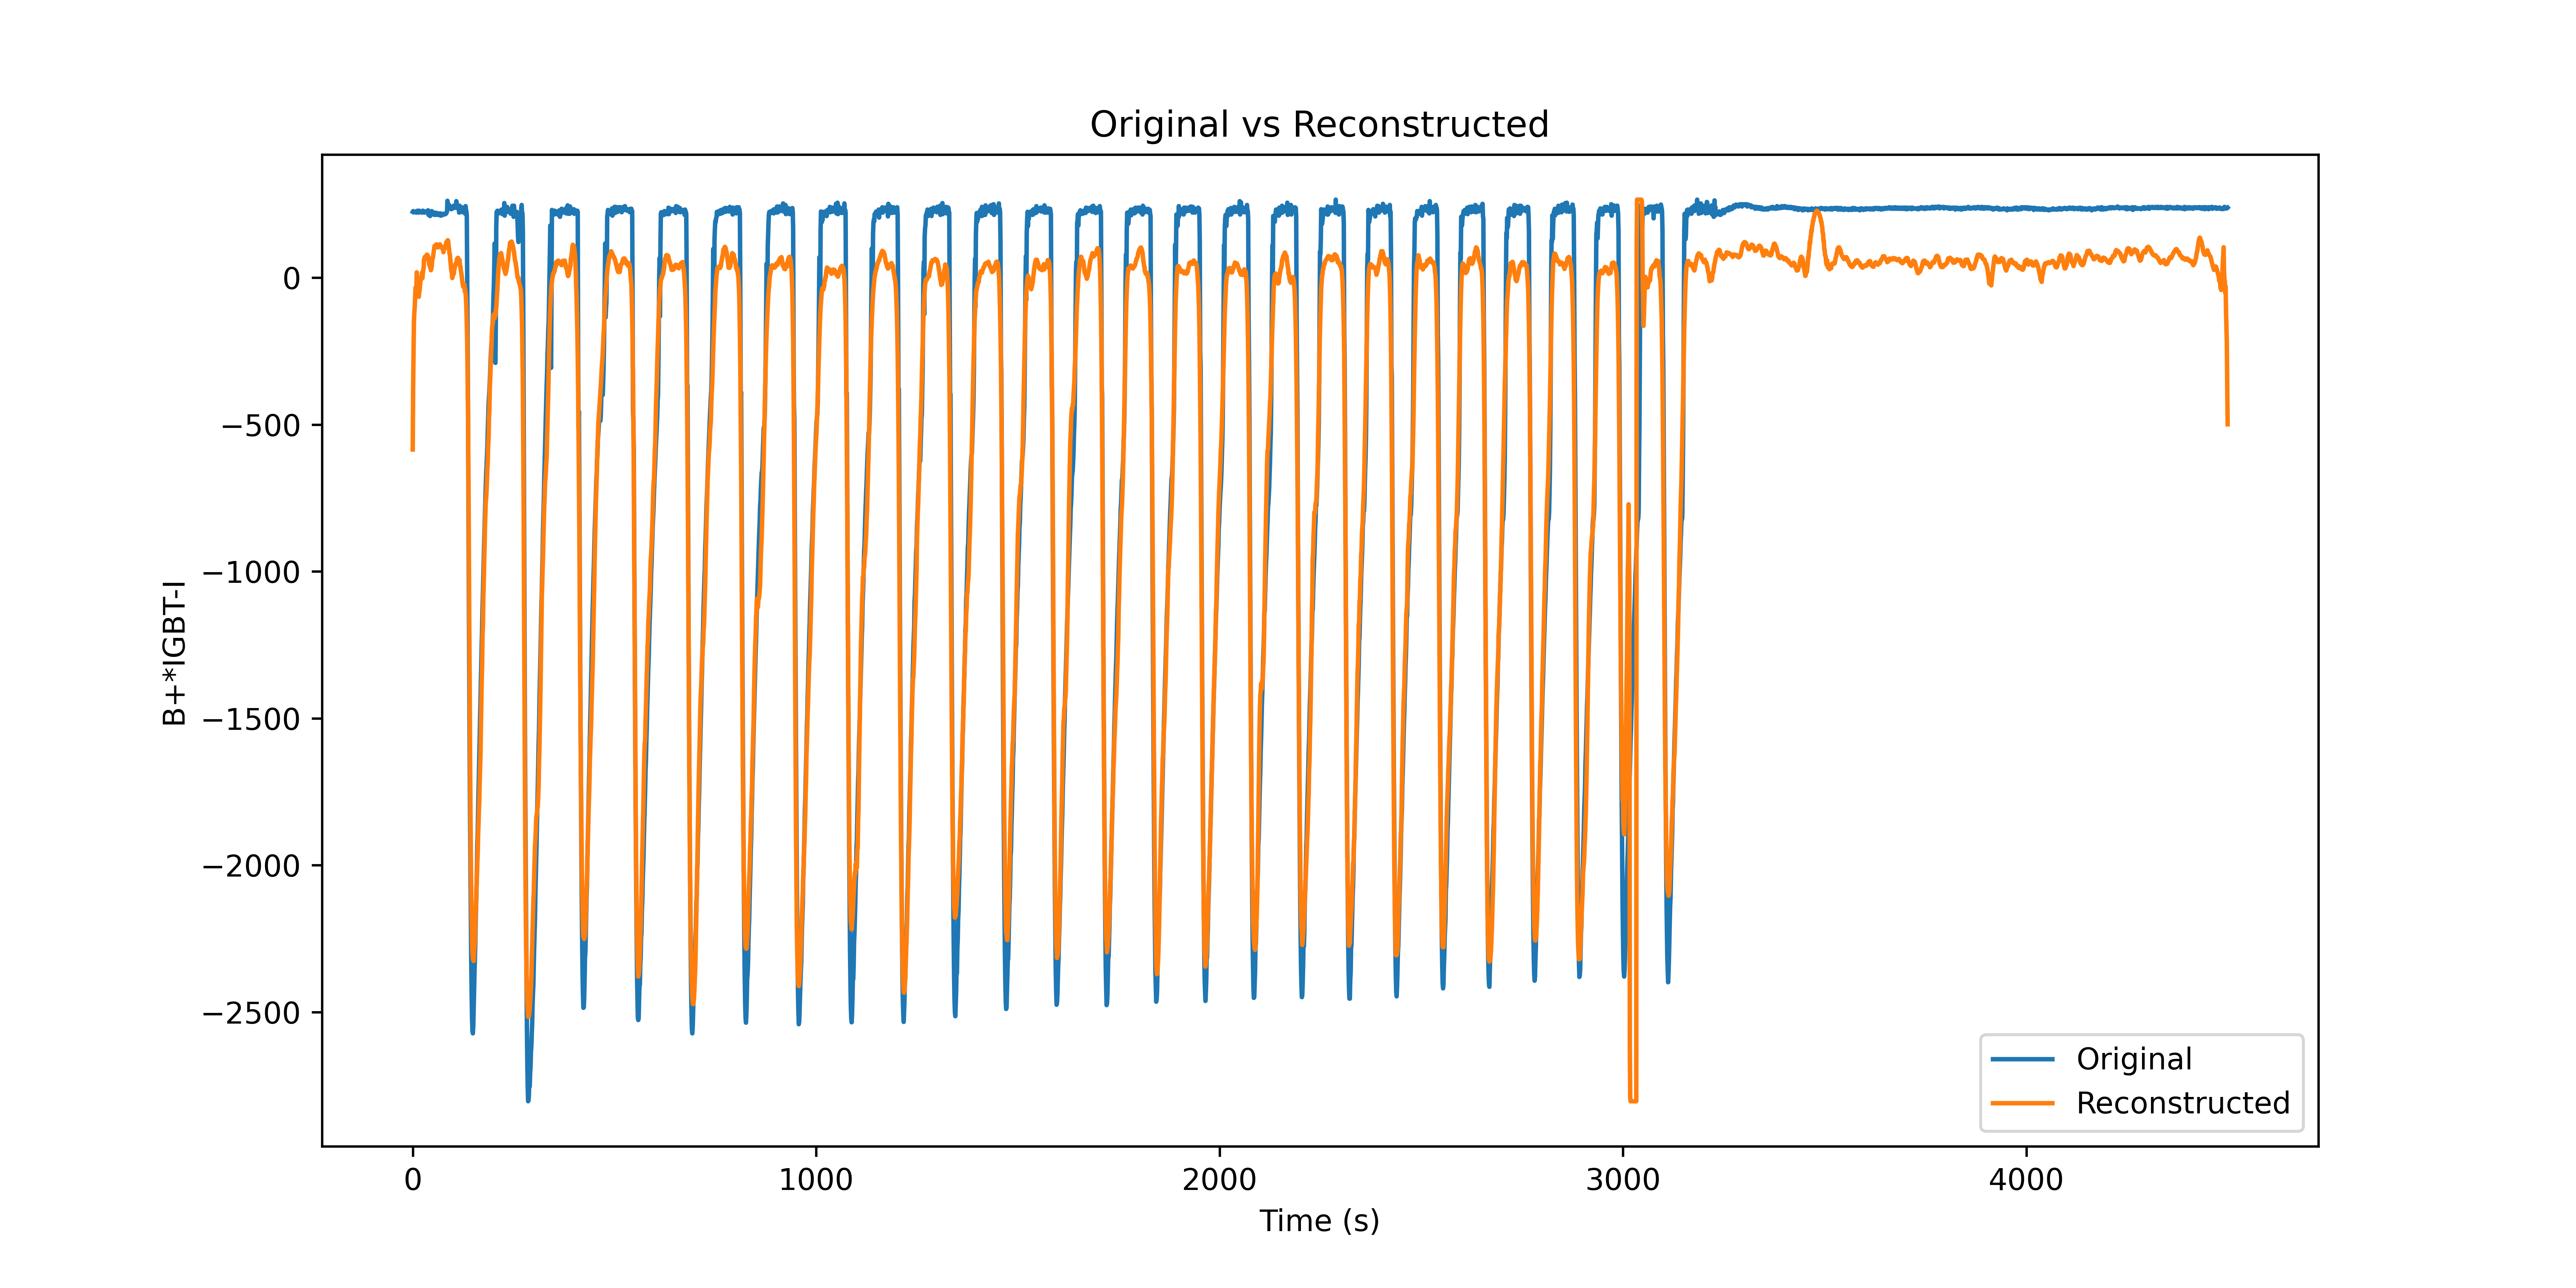 Original vs Reconstructed
B+*IGBT-I
0
−500
−1000
−1500
−2000
−2500
0 1000 2000 3000 4000
Time (s)
Original
Reconstructed